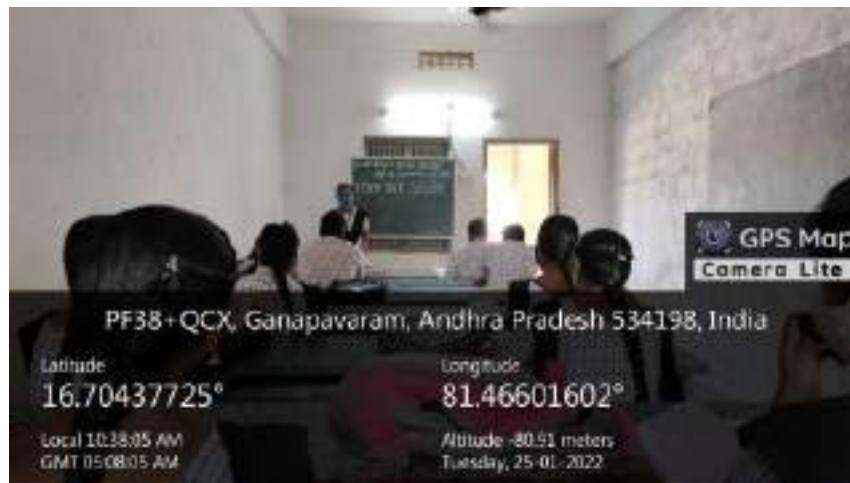 GPS Map
Camera Lite
PF38+QCX, Ganapavaram, Andhra Pradesh 534198, India
Latitude
16.70437725°
Longitude
81.46601602°
Local 10:38:05 AM
GMT 05:08:05 AM
Altitude -80.91 meters
Tuesday, 25-01-2022